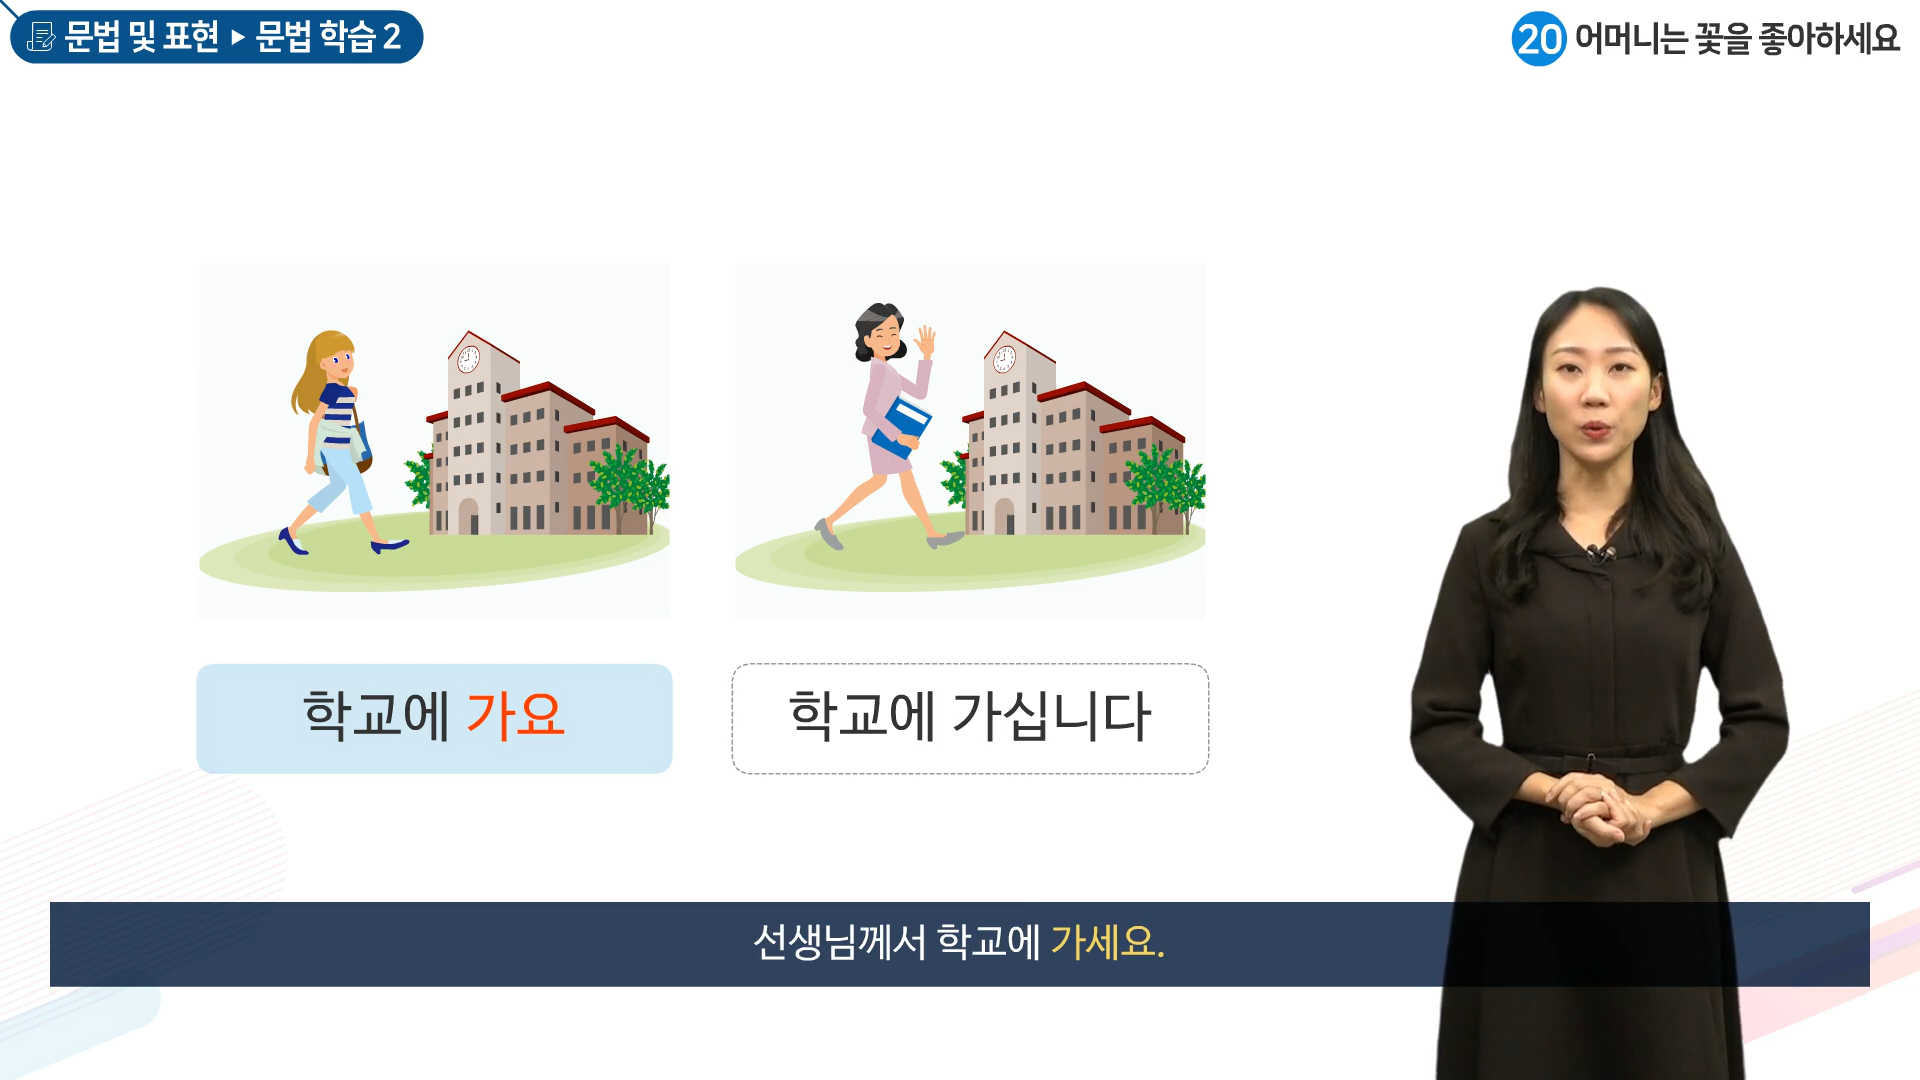 문법 및 표현 ▶ 문법 학습 2
20 어머니는 꽃을 좋아하세요
학교에 가요
학교에 가십니다
선생님께서 학교에 가세요.